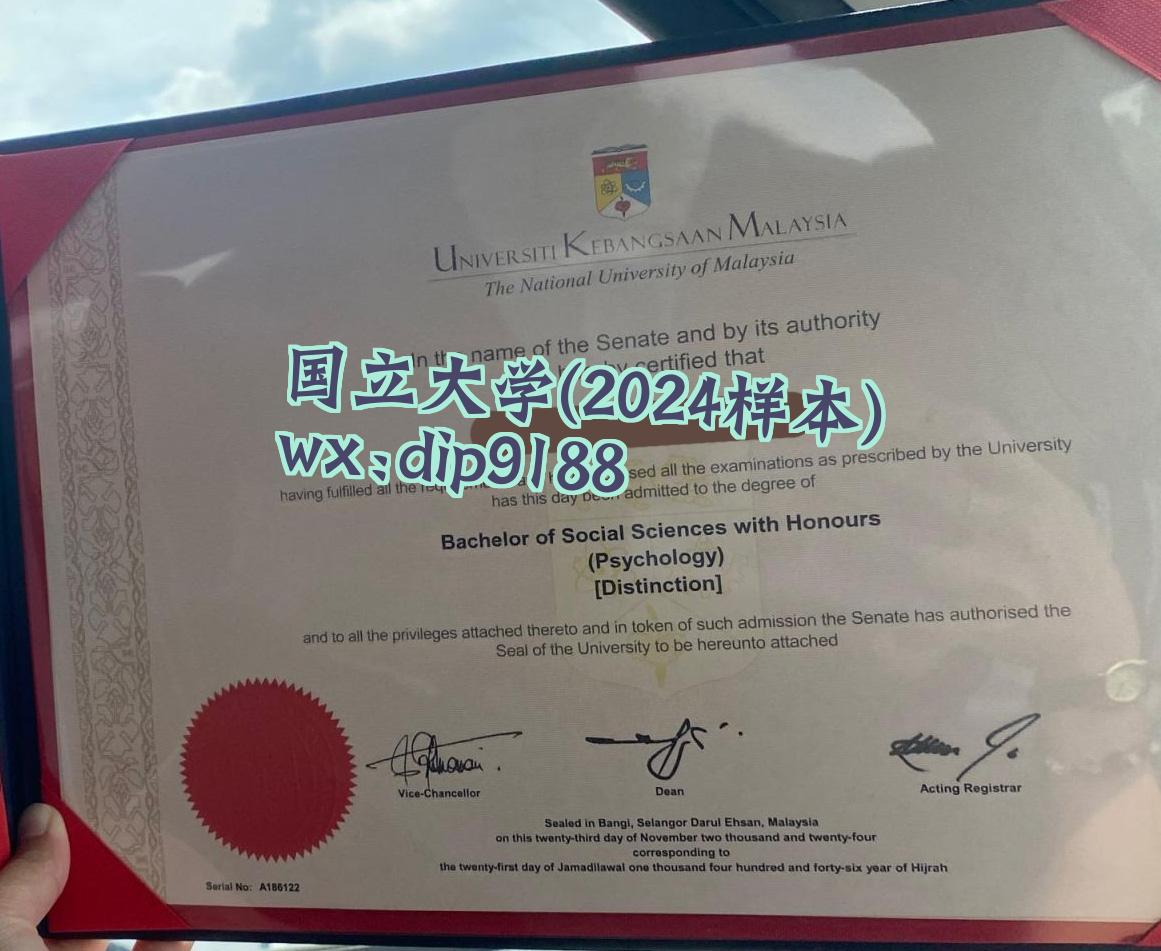 UNIVERSITI KEBANGSAAN MALAYSIA
The National University of Malaysia
In the name of the Senate and by its authority
certified that
国立大学(2024样本)
wx:dip9188
having fulfilled all the sed all the examinations as prescribed by the University
has this day been admitted to the degree of
Bachelor of Social Sciences with Honours
(Psychology)
[Distinction]
and to all the privileges attached thereto and in token of such admission the Senate has authorised the
Seal of the University to be hereunto attached
Vice-Chancellor
Dean
Acting Registrar
Sealed in Bangi, Selangor Darul Ehsan, Malaysia
on this twenty-third day of November two thousand and twenty-four
corresponding to
the twenty-first day of Jamadilawal one thousand four hundred and forty-six year of Hijrah
Serial No: A186122